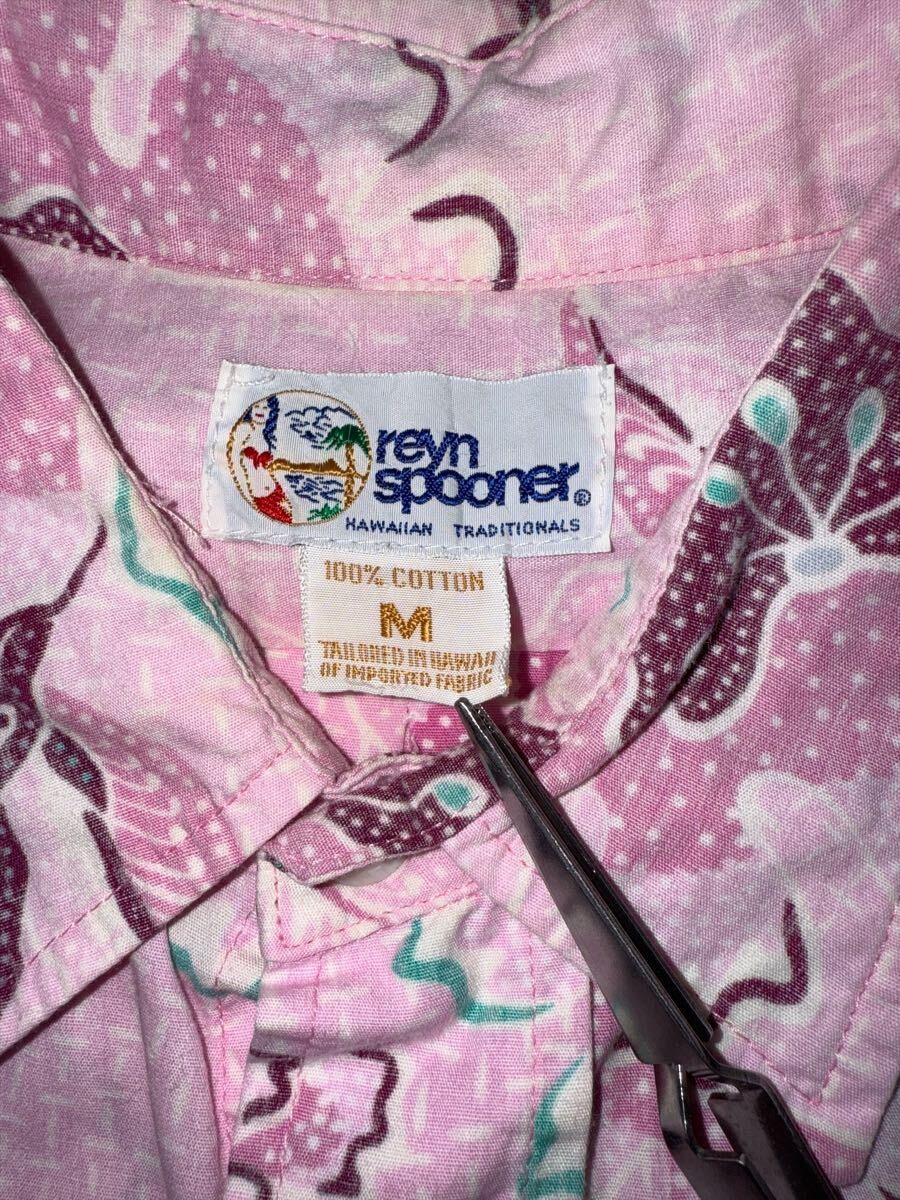 reyn
spooner®
HAWAIIAN TRADITIONALS
100% COTTON
M
TAILORED IN HAWAII
OF IMPORTED FABRIC